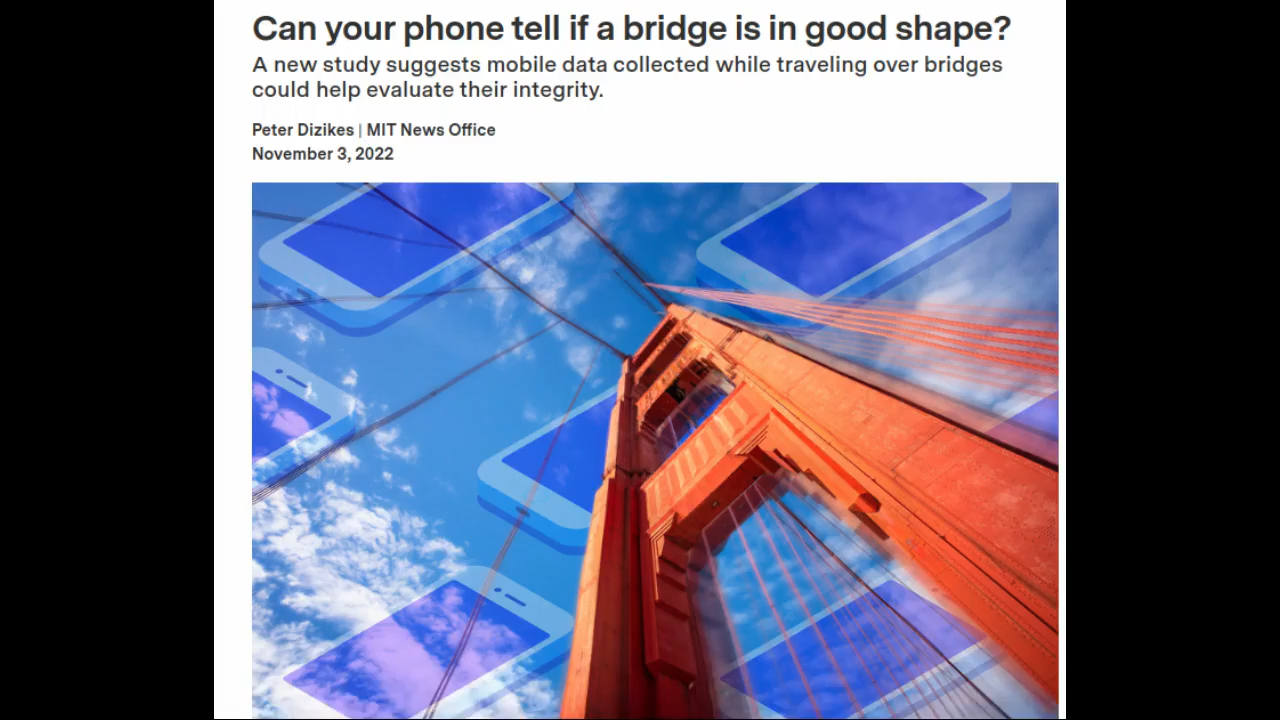 Can your phone tell if a bridge is in good shape?
A new study suggests mobile data collected while traveling over bridges
could help evaluate their integrity.
Peter Dizikes | MIT News Office
November 3, 2022